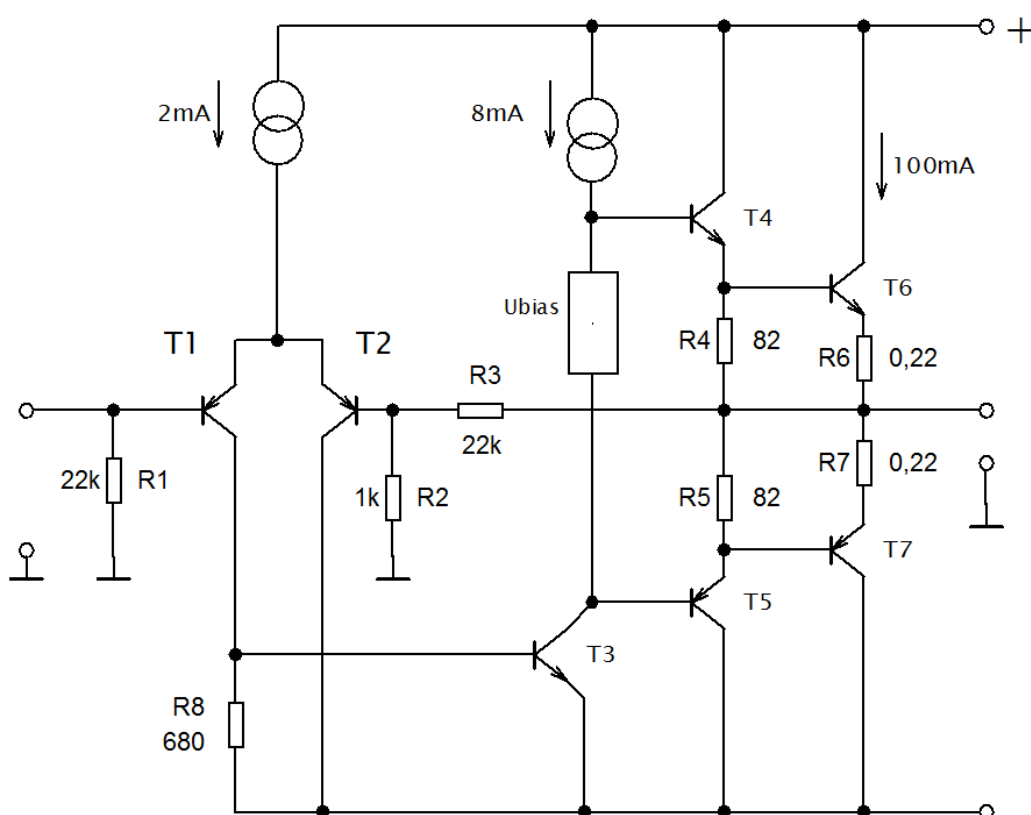 +
2mA
8mA
100mA
T4
T6
Ubias
T1
T2
R3
R4
82
R6
0,22
22k
22k
R1
1k
R2
R5
82
R7
0,22
T7
T5
T3
R8
680